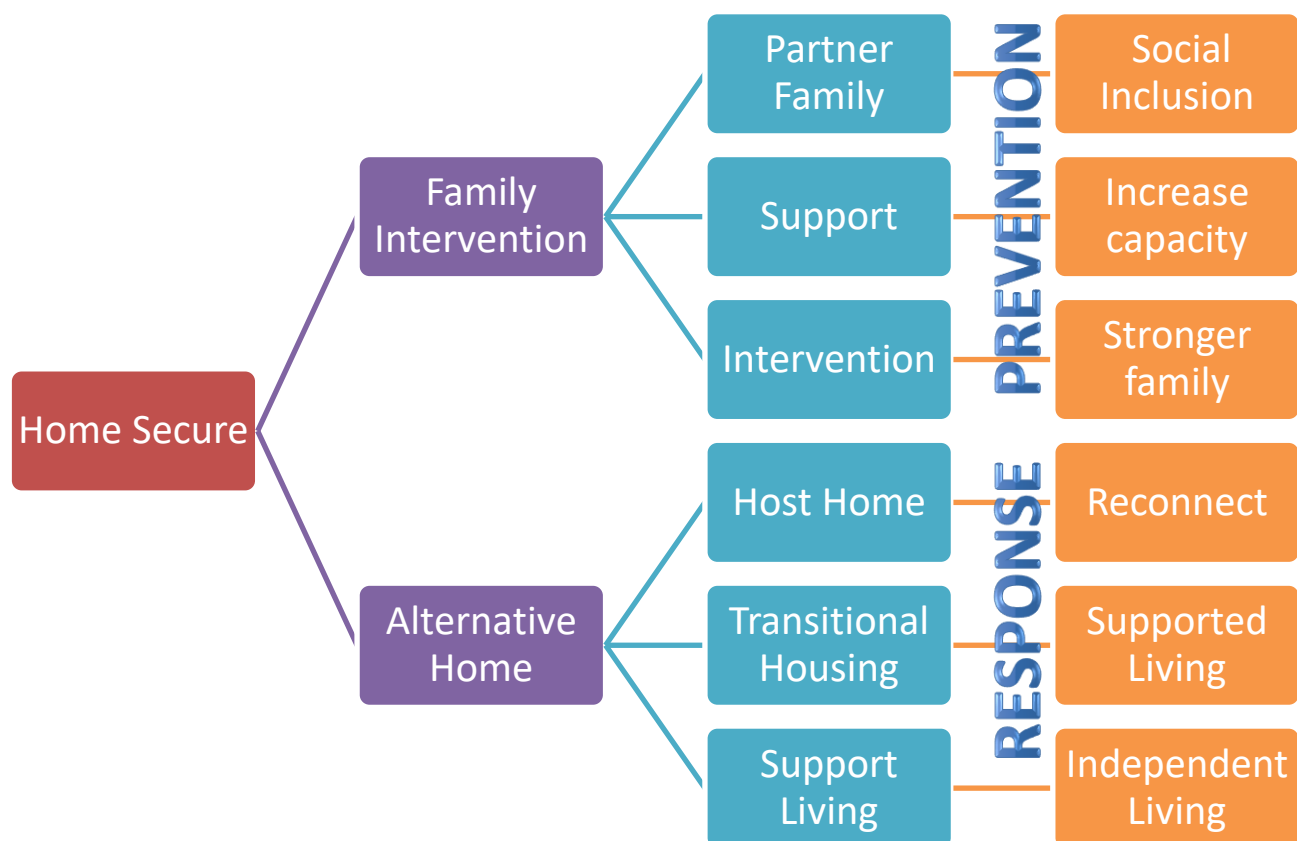 Home Secure
Family
Intervention
Alternative
Home
Partner
Family
Support
Intervention
Host Home
Transitional
Housing
Support
Living
PREVENTION
RESPONSE
Social
Inclusion
Increase
capacity
Stronger
family
Reconnect
Supported
Living
Independent
Living